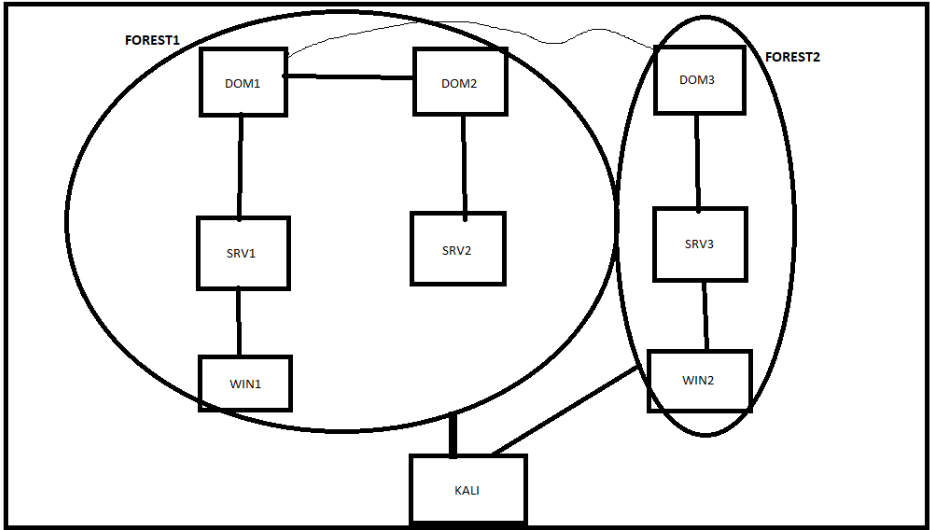 FOREST1
FOREST2
DOM1
DOM2
DOM3
SRV1
SRV2
SRV3
WIN1
WIN2
KALI